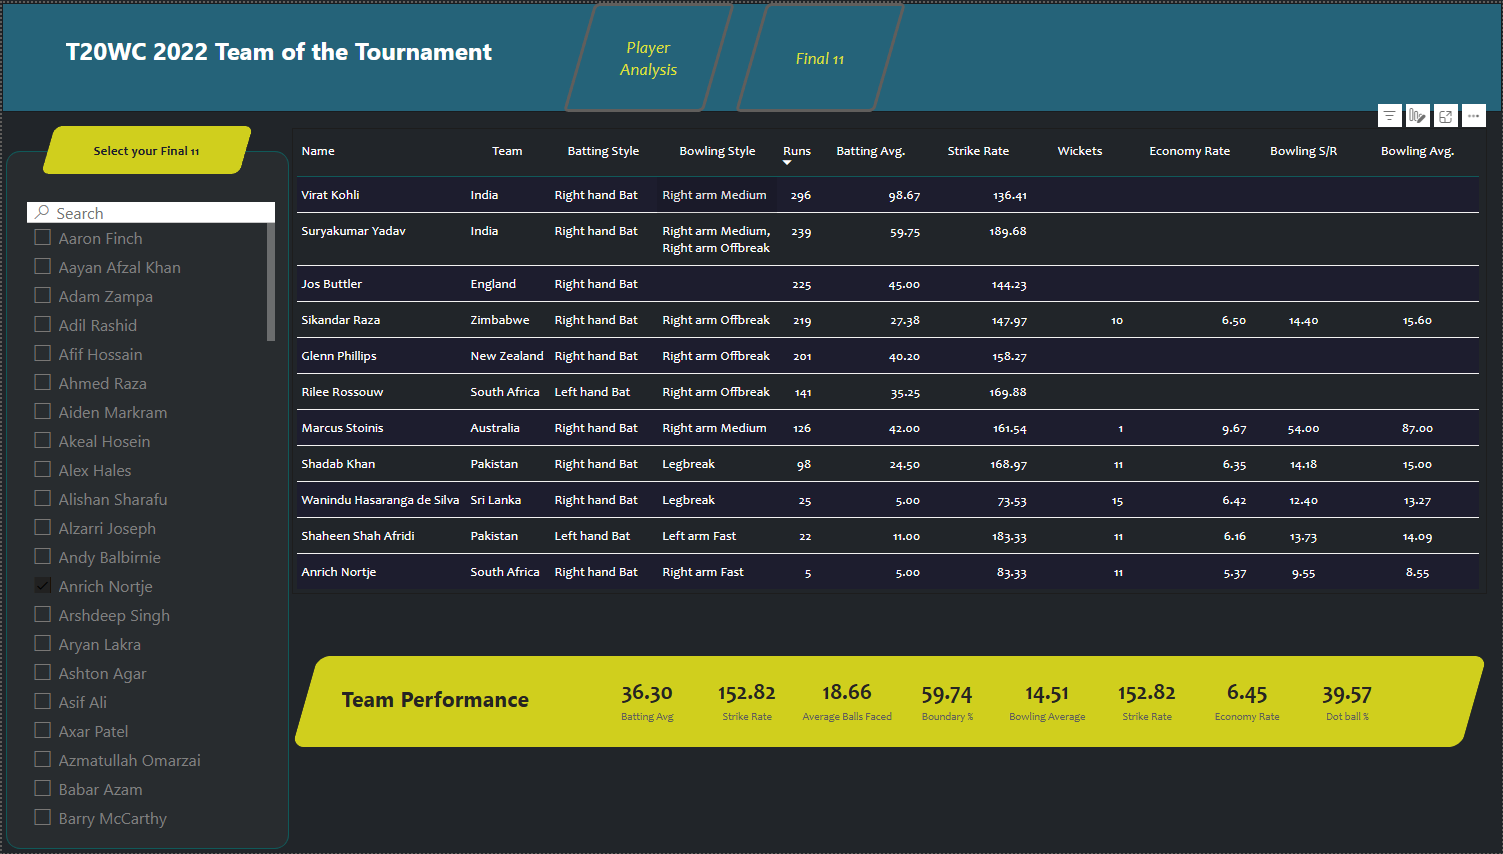 T20WC 2022 Team of the Tournament
Player
Analysis
Final 11
Select your Final 11
Search
Aaron Finch
Aayan Afzal Khan
Adam Zampa
Adil Rashid
Afif Hossain
Ahmed Raza
Aiden Markram
Akeal Hosein
Alex Hales
Alishan Sharafu
Alzarri Joseph
Andy Balbirnie
Anrich Nortje
Arshdeep Singh
Aryan Lakra
Ashton Agar
Asif Ali
Axar Patel
Azmatullah Omarzai
Babar Azam
Barry McCarthy
Name Team Batting Style Bowling Style Runs Batting Avg. Strike Rate Wickets Economy Rate Bowling S/R Bowling Avg.
Virat Kohli India Right hand Bat Right arm Medium 296 98.67 136.41
Suryakumar Yadav India Right hand Bat Right arm Medium, 239 59.75 189.68
Right arm Offbreak
Jos Buttler England Right hand Bat 225 45.00 144.23
Sikandar Raza Zimbabwe Right hand Bat Right arm Offbreak 219 27.38 147.97 10 6.50 14.40 15.60
Glenn Phillips New Zealand Right hand Bat Right arm Offbreak 201 40.20 158.27
Rilee Rossouw South Africa Left hand Bat Right arm Offbreak 141 35.25 169.88
Marcus Stoinis Australia Right hand Bat Right arm Medium 126 42.00 161.54 1 9.67 54.00 87.00
Shadab Khan Pakistan Right hand Bat Legbreak 98 24.50 168.97 11 6.35 14.18 15.00
Wanindu Hasaranga de Silva Sri Lanka Right hand Bat Legbreak 25 5.00 73.53 15 6.42 12.40 13.27
Shaheen Shah Afridi Pakistan Left hand Bat Left arm Fast 22 11.00 183.33 11 6.16 13.73 14.09
Anrich Nortje South Africa Right hand Bat Right arm Fast 5 5.00 83.33 11 5.37 9.55 8.55
Team Performance
36.30 152.82 18.66 59.74 14.51 152.82 6.45 39.57
Batting Avg Strike Rate Average Balls Faced Boundary % Bowling Average Strike Rate Economy Rate Dot ball %